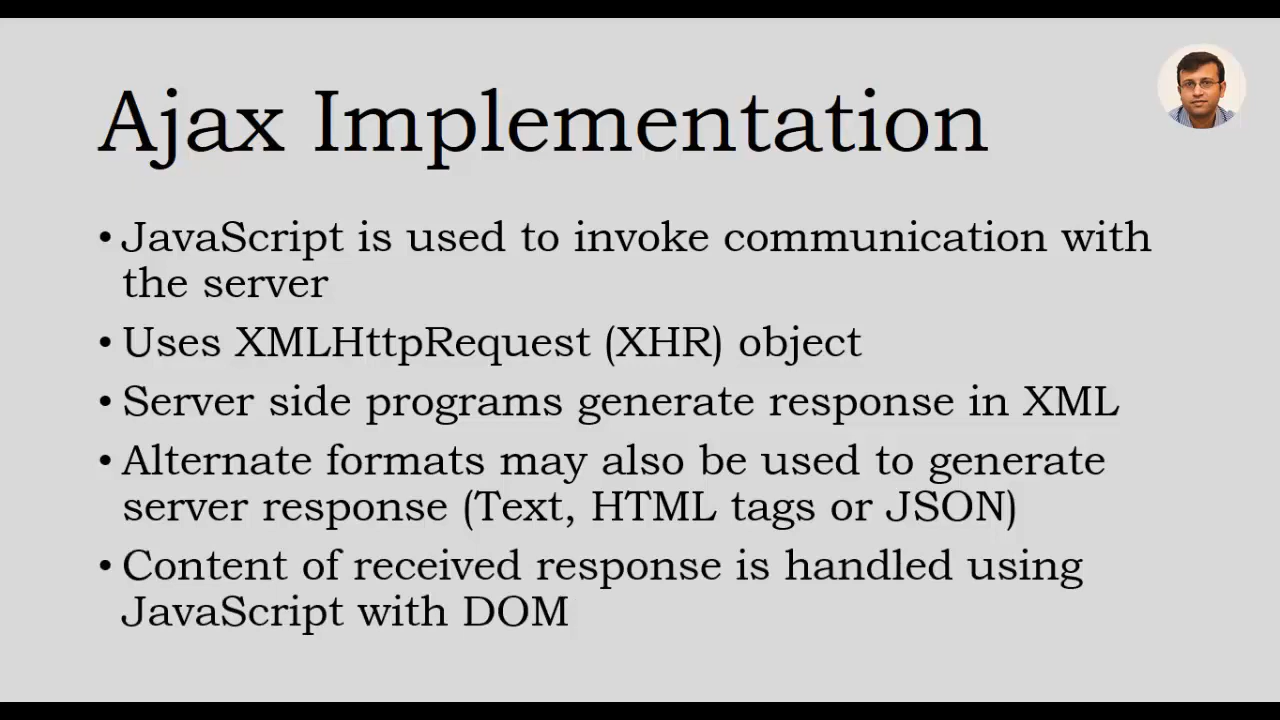 Ajax Implementation
• JavaScript is used to invoke communication with
the server
• Uses XMLHttpRequest (XHR) object
• Server side programs generate response in XML
• Alternate formats may also be used to generate
server response (Text, HTML tags or JSON)
• Content of received response is handled using
JavaScript with DOM